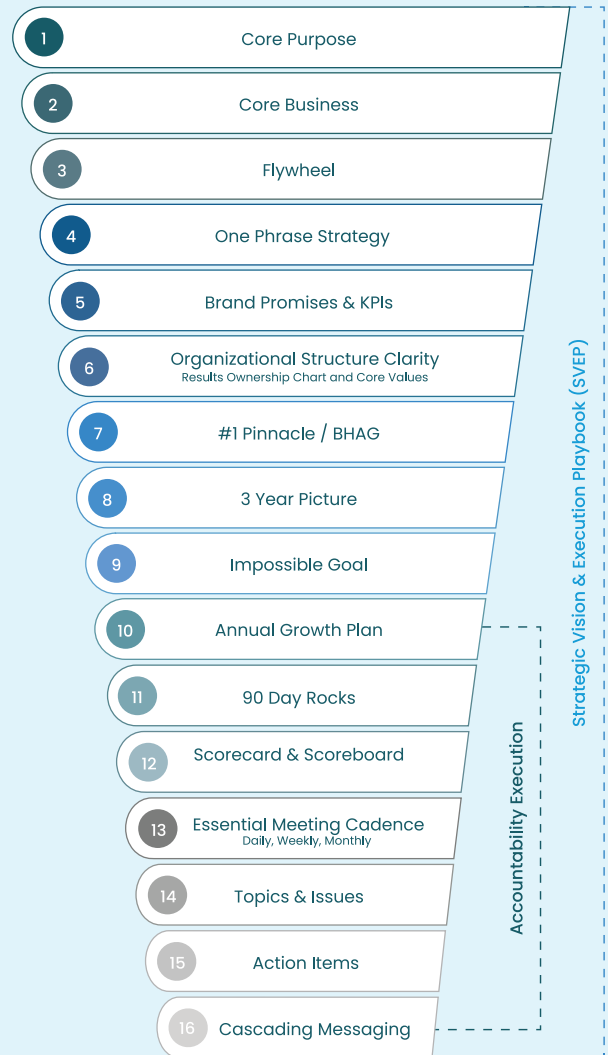 1
Core Purpose
2
Core Business
3
Flywheel
4
One Phrase Strategy
5
Brand Promises & KPIs
6
Organizational Structure Clarity
Results Ownership Chart and Core Values
7
#1 Pinnacle / BHAG
8
3 Year Picture
9
Impossible Goal
10
Annual Growth Plan
11
90 Day Rocks
12
Scorecard & Scoreboard
13
Essential Meeting Cadence
Daily, Weekly, Monthly
14
Topics & Issues
15
Action Items
16
Cascading Messaging
Accountability Execution
Strategic Vision & Execution Playbook (SVEP)